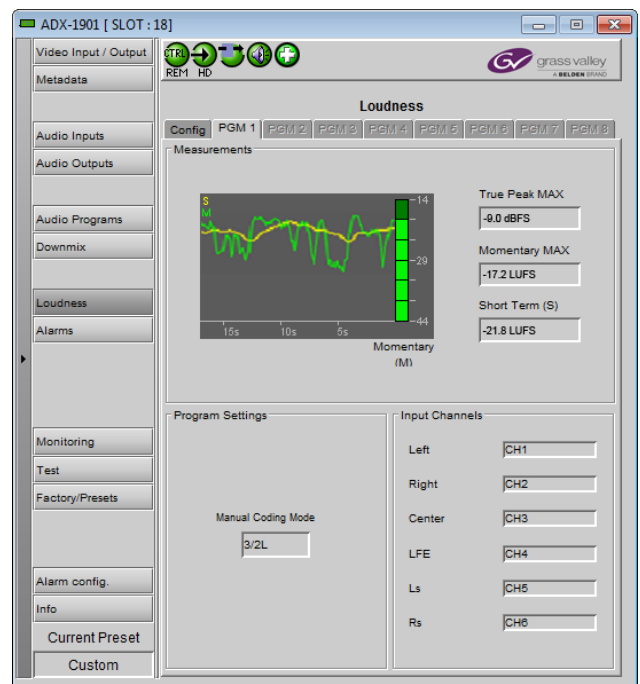 ADX-1901 [ SLOT : 18]
Video Input / Output
Metadata
Audio Inputs
Audio Outputs
Audio Programs
Downmix
Loudness
Alarms
Monitoring
Test
Factory/Presets
Alarm config.
Info
Current Preset
Custom
CTRL
REM HD
GV grass valley
A BELDEN BRAND
Loudness
Config PGM 1 PGM 2 PGM 3 PGM 4 PGM 5 PGM 6 PGM 7 PGM 8
Measurements
S
M
-14
-29
-44
15s 10s 5s
Momentary
(M)
True Peak MAX
-9.0 dBFS
Momentary MAX
-17.2 LUFS
Short Term (S)
-21.8 LUFS
Program Settings
Manual Coding Mode
3/2L
Input Channels
Left CH1
Right CH2
Center CH3
LFE CH4
Ls CH5
Rs CH6